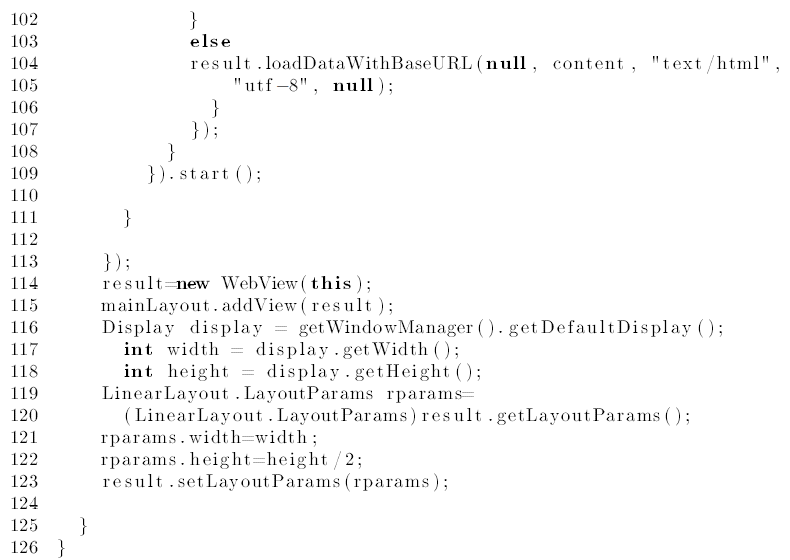 102 }
103 else
104 result.loadDataWithBaseURL(null, content, "text/html",
105 "utf-8", null);
106 }
107 });
108 }
109 }).start();
110
111 }
112
113 });
114 result=new WebView(this);
115 mainLayout.addView(result);
116 Display display = getWindowManager().getDefaultDisplay();
117 int width = display.getWidth();
118 int height = display.getHeight();
119 LinearLayout.LayoutParams rparams=
120 (LinearLayout.LayoutParams)result.getLayoutParams();
121 rparams.width=width;
122 rparams.height=height/2;
123 result.setLayoutParams(rparams);
124
125 }
126 }